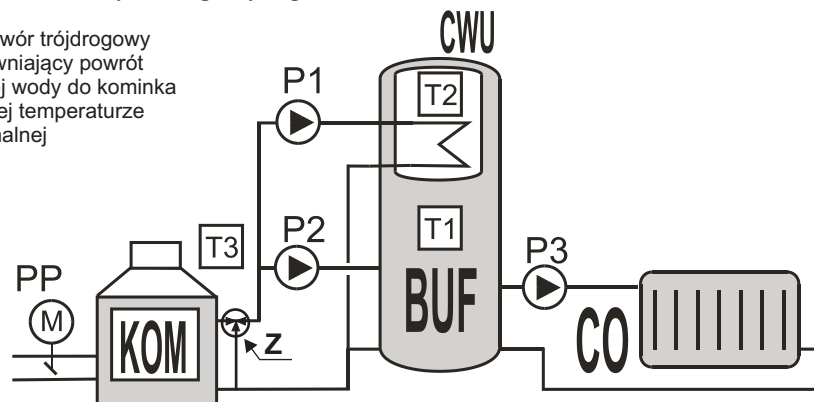 wór trójdrogowy
wniający powrót
j wody do kominka
ej temperaturze
alnej
CWU
P1
T2
T3
P2
T1
P3
PP
M
KOM
Z
BUF
CO